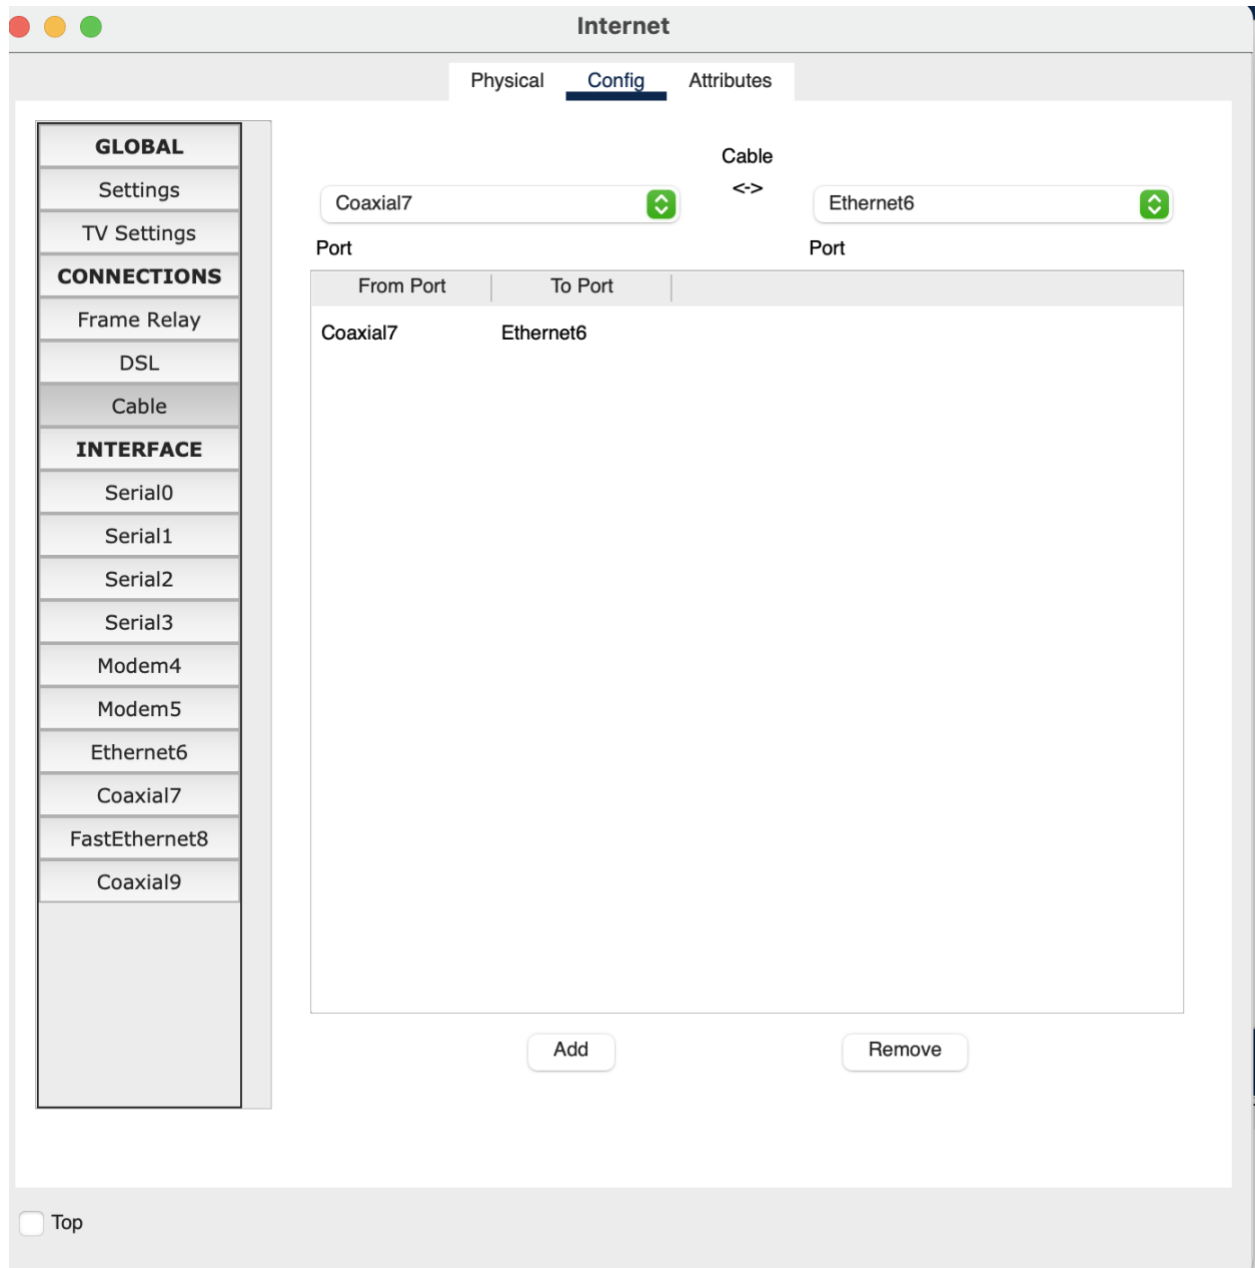 Internet
Physical Config Attributes
GLOBAL
Settings
TV Settings
CONNECTIONS
Frame Relay
DSL
Cable
INTERFACE
Serial0
Serial1
Serial2
Serial3
Modem4
Modem5
Ethernet6
Coaxial7
FastEthernet8
Coaxial9
Cable
Coaxial7 <-> Ethernet6
Port Port
From Port To Port
Coaxial7 Ethernet6
Add Remove
Top